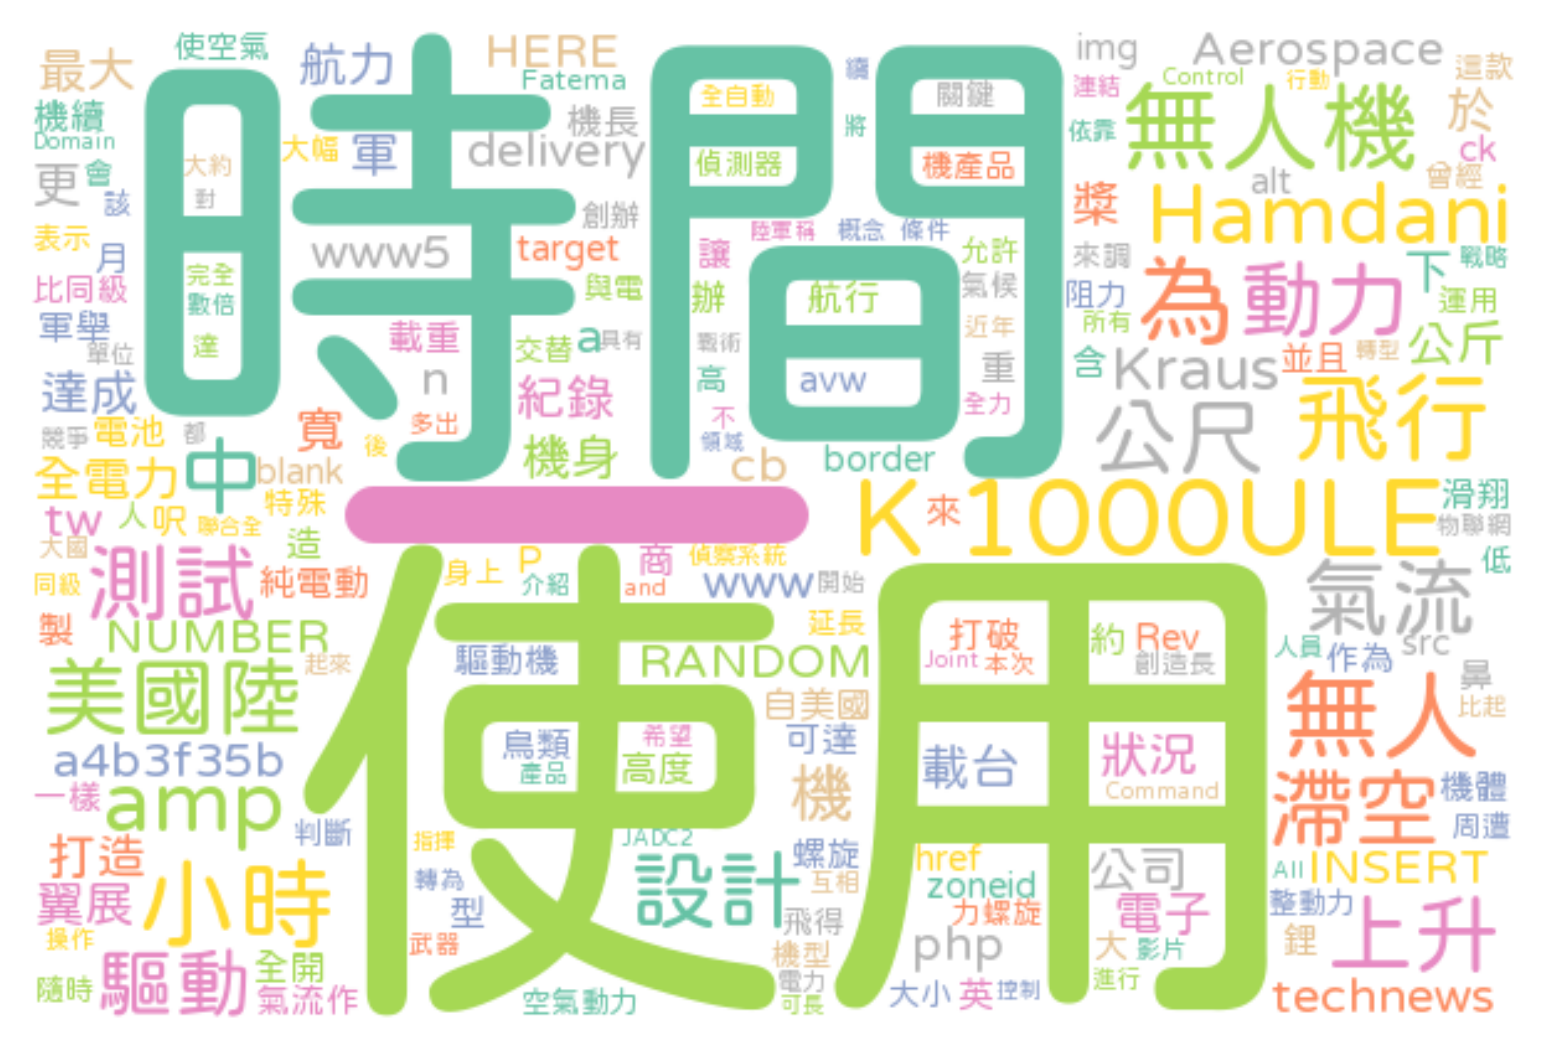 使空氣 航力 HERE 續 img Aerospace 這款
最大 Fatema 全自動 關鍵 連結 Control 行動
機續 時間 機長 將 依靠 無人機 於
Domain 大幅 軍 delivery 偵測器 機產品 ck
更 會 大約 alt 曾經
該 對 創辦 槳 Hamdani
表示 月 www5 target 陸軍稱 概念 條件 來調 下 戰略
完全 讓 允許
比同級 數倍 與電 辦 航行 氣候 阻力 為 動力 運用
軍舉 達 載重 交替 a 具有 戰術 近年 所有 公斤
單位 n 高 avw 重 含 Kraus 並且 轉型
達成 紀錄 不 全力 公尺 飛行
競爭 電池 都 寬 後 多出 機身 領域
全電力 中 blank cb border
特殊 一 K1000ULE 滑翔
tw 人 呎 聯合全 來 物聯網
大國 造 身上 P 商 偵察系統 低
同級 測試 純電動 介紹 and www 開始 氣流
製 NUMBER 使用 延長 打破 約 Rev 人員 作為 src
起來 驅動機 RANDOM Joint 本次 創造長 鼻
美國陸 自美國 無人 比起
a4b3f35b 鳥類 希望 可達 載台 狀況
一樣 amp 產品 高度 機 Command 滯空 機體
判斷 指揮 JADC2 周遭
打造 螺旋 href 公司 All INSERT
翼展 小時 轉為 設計 互相 zoneid
型 飛得 力螺旋 電子 整動力
操作 武器 機型 php 大 影片 鋰 上升
隨時 驅動 全開 電力 進行
氣流作 空氣動力 可長 大小 英 控制 technews